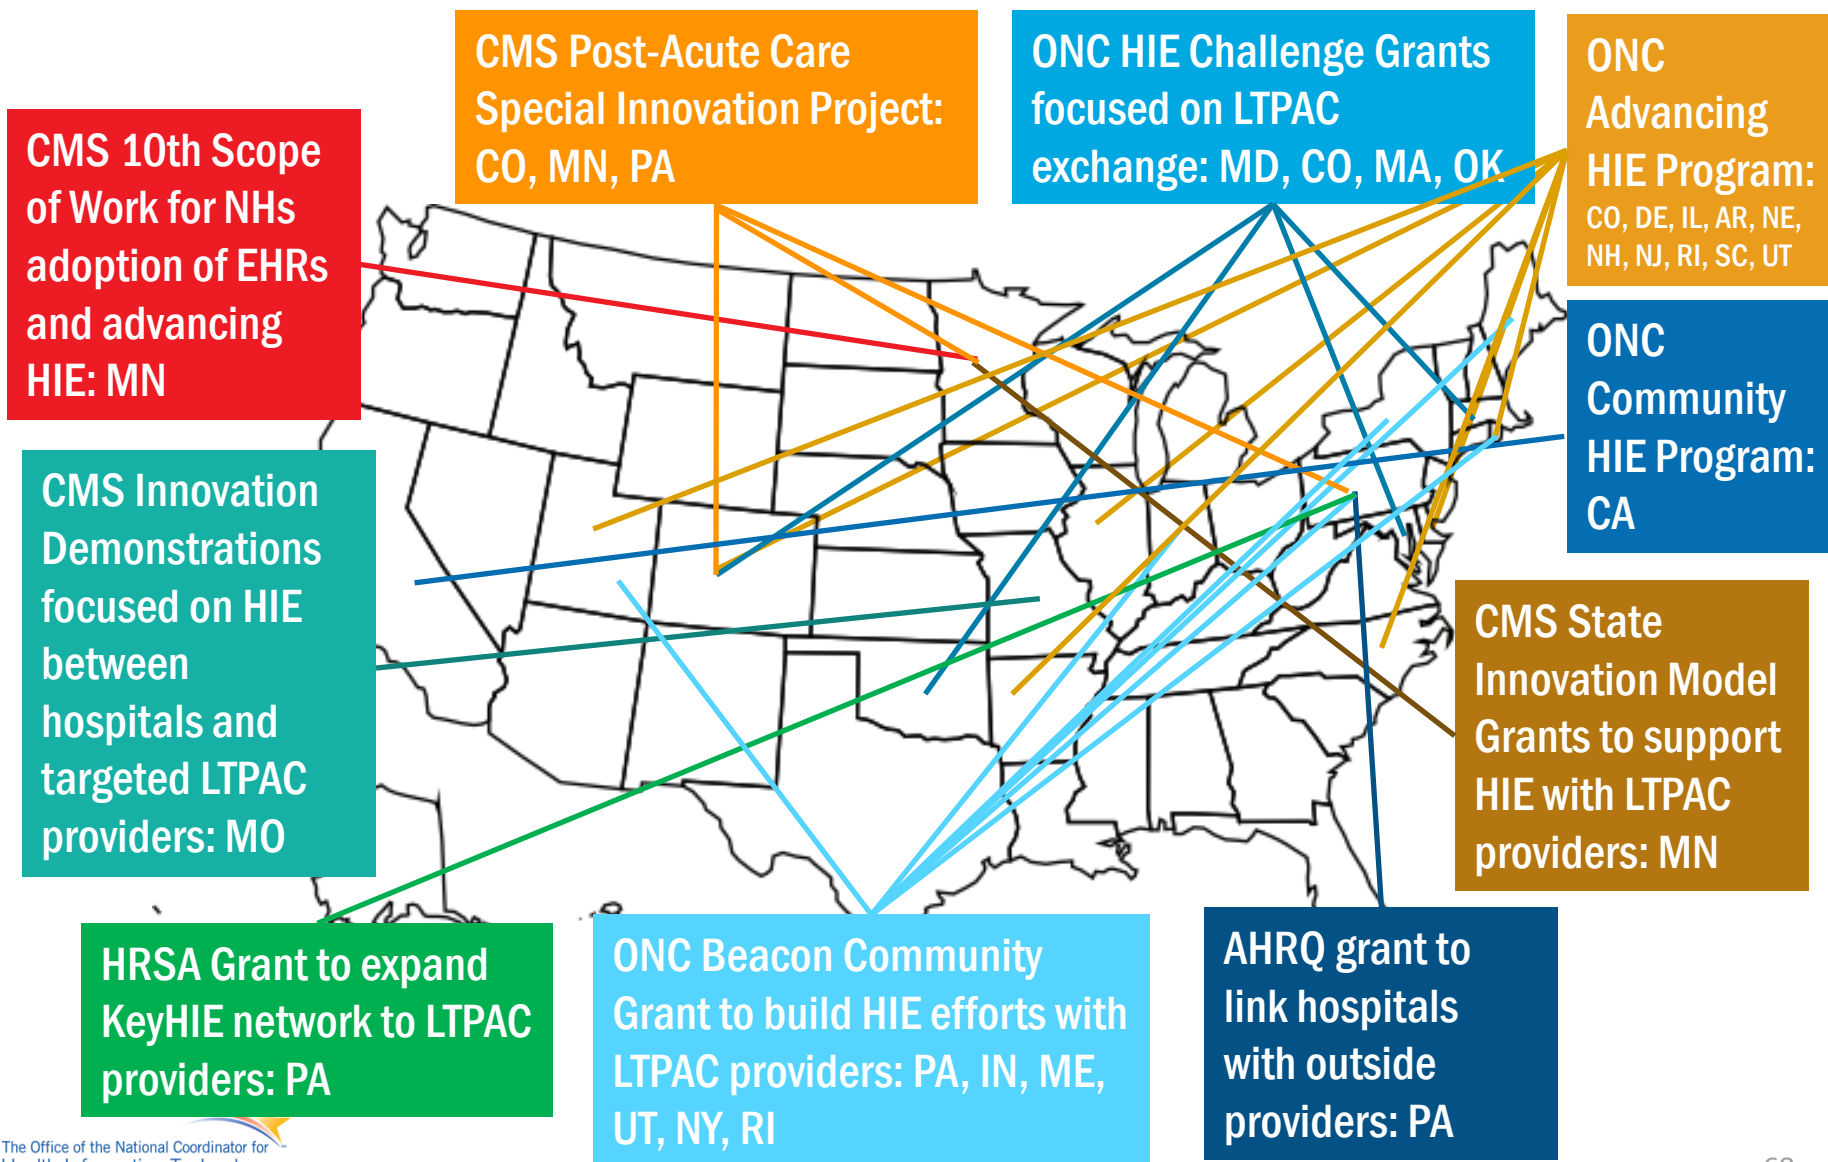 CMS Post-Acute Care
Special Innovation Project:
CO, MN, PA
ONC HIE Challenge Grants
focused on LTPAC
exchange: MD, CO, MA, OK
ONC
Advancing
HIE Program:
CO, DE, IL, AR, NE,
NH, NJ, RI, SC, UT
CMS 10th Scope
of Work for NHs
adoption of EHRs
and advancing
HIE: MN
ONC
Community
HIE Program:
CA
CMS Innovation
Demonstrations
focused on HIE
between
hospitals and
targeted LTPAC
providers: MO
CMS State
Innovation Model
Grants to support
HIE with LTPAC
providers: MN
HRSA Grant to expand
KeyHIE network to LTPAC
providers: PA
ONC Beacon Community
Grant to build HIE efforts with
LTPAC providers: PA, IN, ME,
UT, NY, RI
AHRQ grant to
link hospitals
with outside
providers: PA
The Office of the National Coordinator for